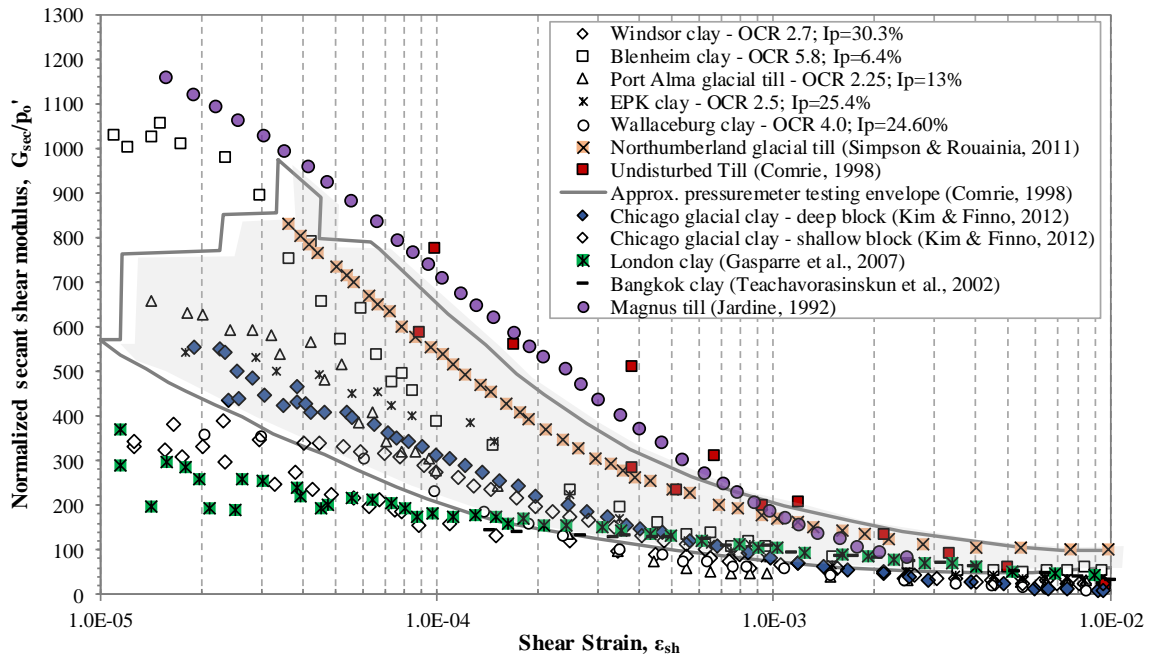 1300
1200
1100
1000
900
800
700
600
500
400
300
200
100
0
Normalized secant shear modulus, Gsec/po'
Windsor clay - OCR 2.7; Ip=30.3%
Blenheim clay - OCR 5.8; Ip=6.4%
Port Alma glacial till - OCR 2.25; Ip=13%
EPK clay - OCR 2.5; Ip=25.4%
Wallaceburg clay - OCR 4.0; Ip=24.60%
Northumberland glacial till (Simpson & Rouainia, 2011)
Undisturbed Till (Comrie, 1998)
Approx. pressuremeter testing envelope (Comrie, 1998)
Chicago glacial clay - deep block (Kim & Finno, 2012)
Chicago glacial clay - shallow block (Kim & Finno, 2012)
London clay (Gasparre et al., 2007)
Bangkok clay (Teachavorasinskun et al., 2002)
Magnus till (Jardine, 1992)
1.0E-05 1.0E-04 1.0E-03 1.0E-02
Shear Strain, εsh